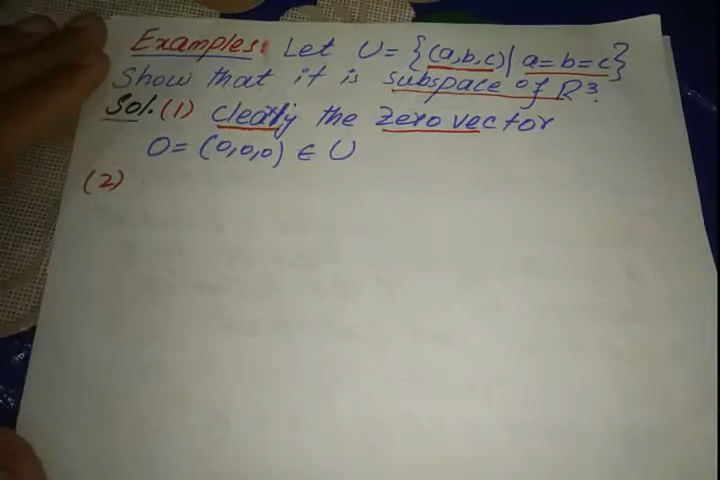 Examples: Let U = {(a,b,c) | a=b=c}
Show that it is subspace of R³.
Sol. (1) Clearly the zero vector
0 = (0,0,0) ∈ U
(2)